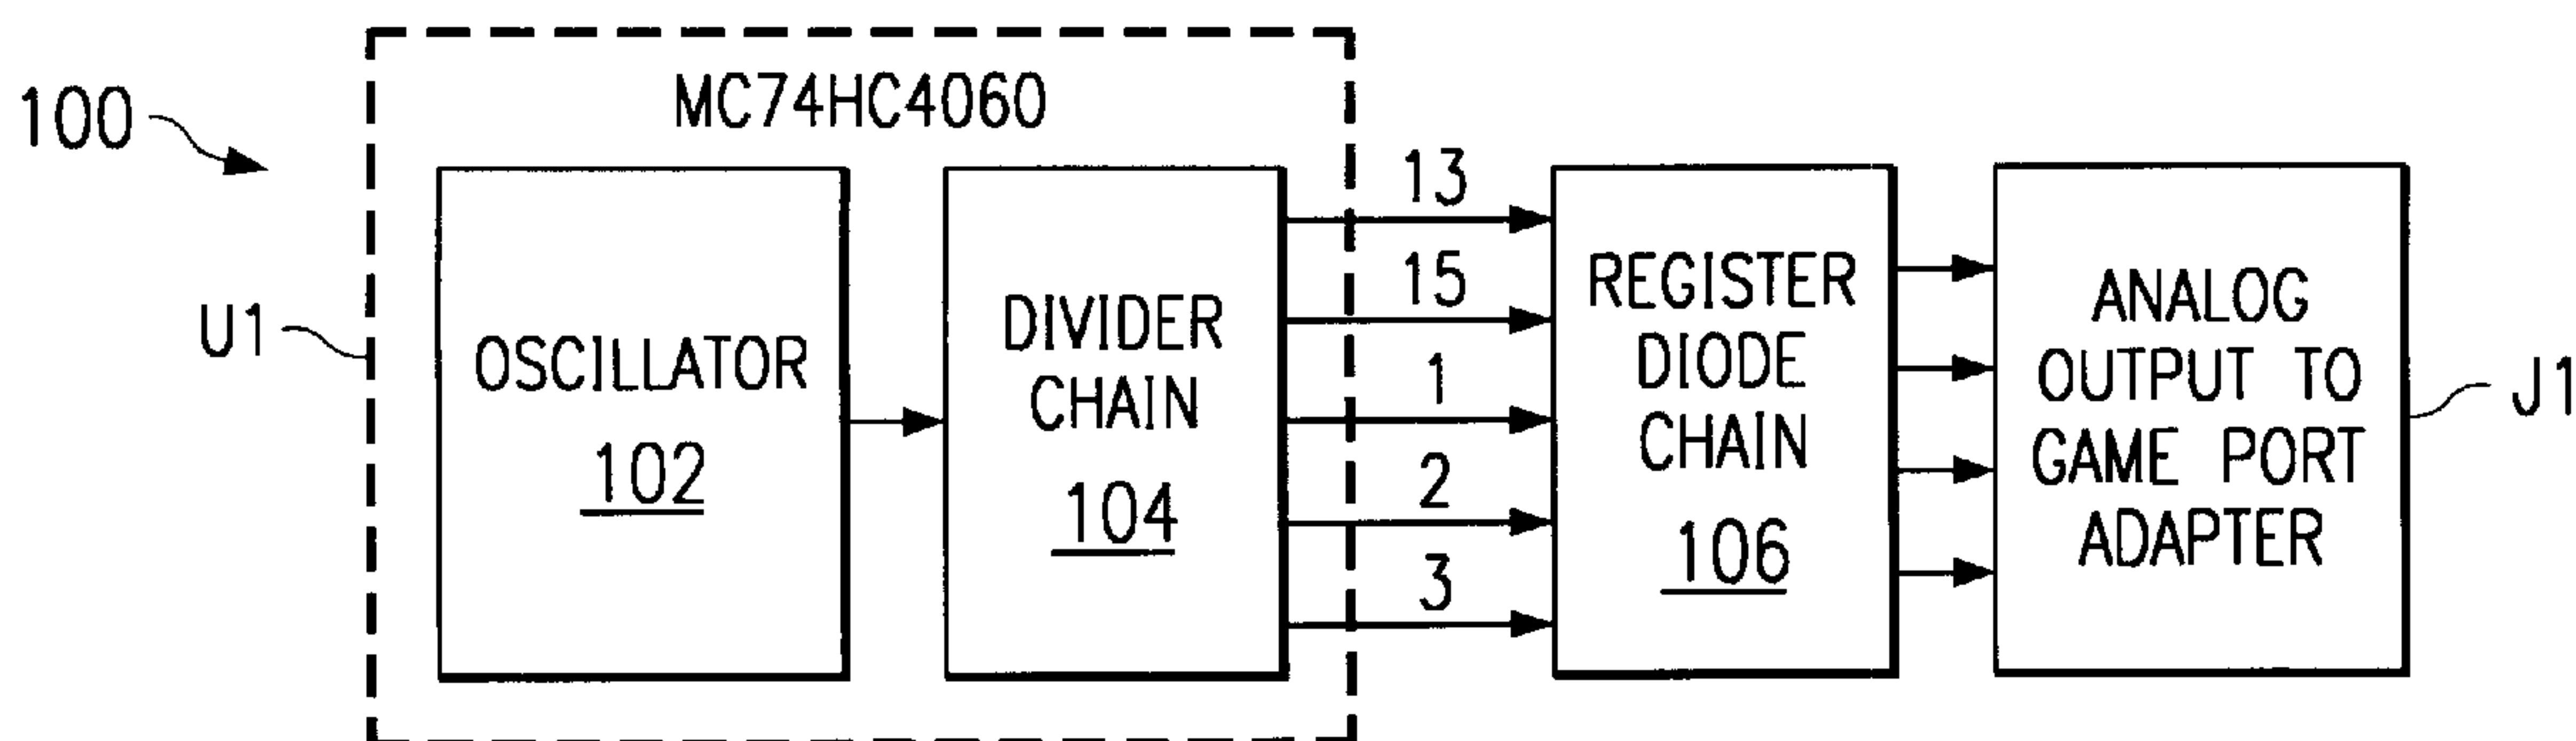 100
MC74HC4060
U1
OSCILLATOR
102
DIVIDER
CHAIN
104
13
15
1
2
3
REGISTER
DIODE
CHAIN
106
ANALOG
OUTPUT TO
GAME PORT
ADAPTER
J1